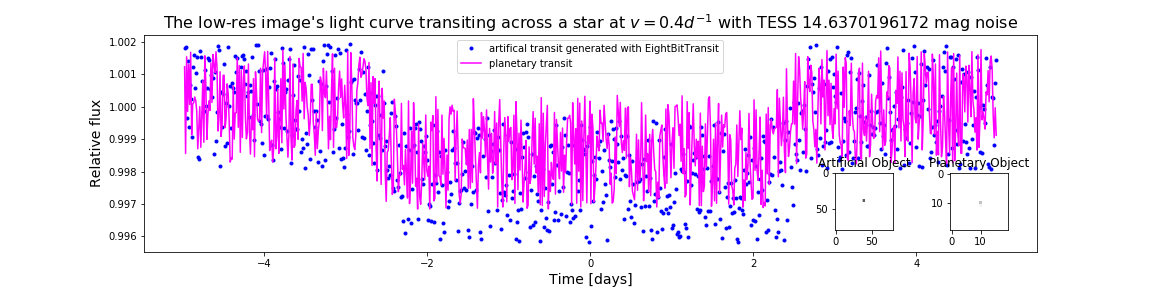 The low-res image's light curve transiting across a star at v = 0.4d⁻¹ with TESS 14.6370196172 mag noise
artifical transit generated with EightBitTransit
planetary transit
Relative flux
1.002
1.001
1.000
0.999
0.998
0.997
0.996
Artificial Object
0
50
0 50
Planetary Object
0
10
0 10
−4 −2 0 2 4
Time [days]